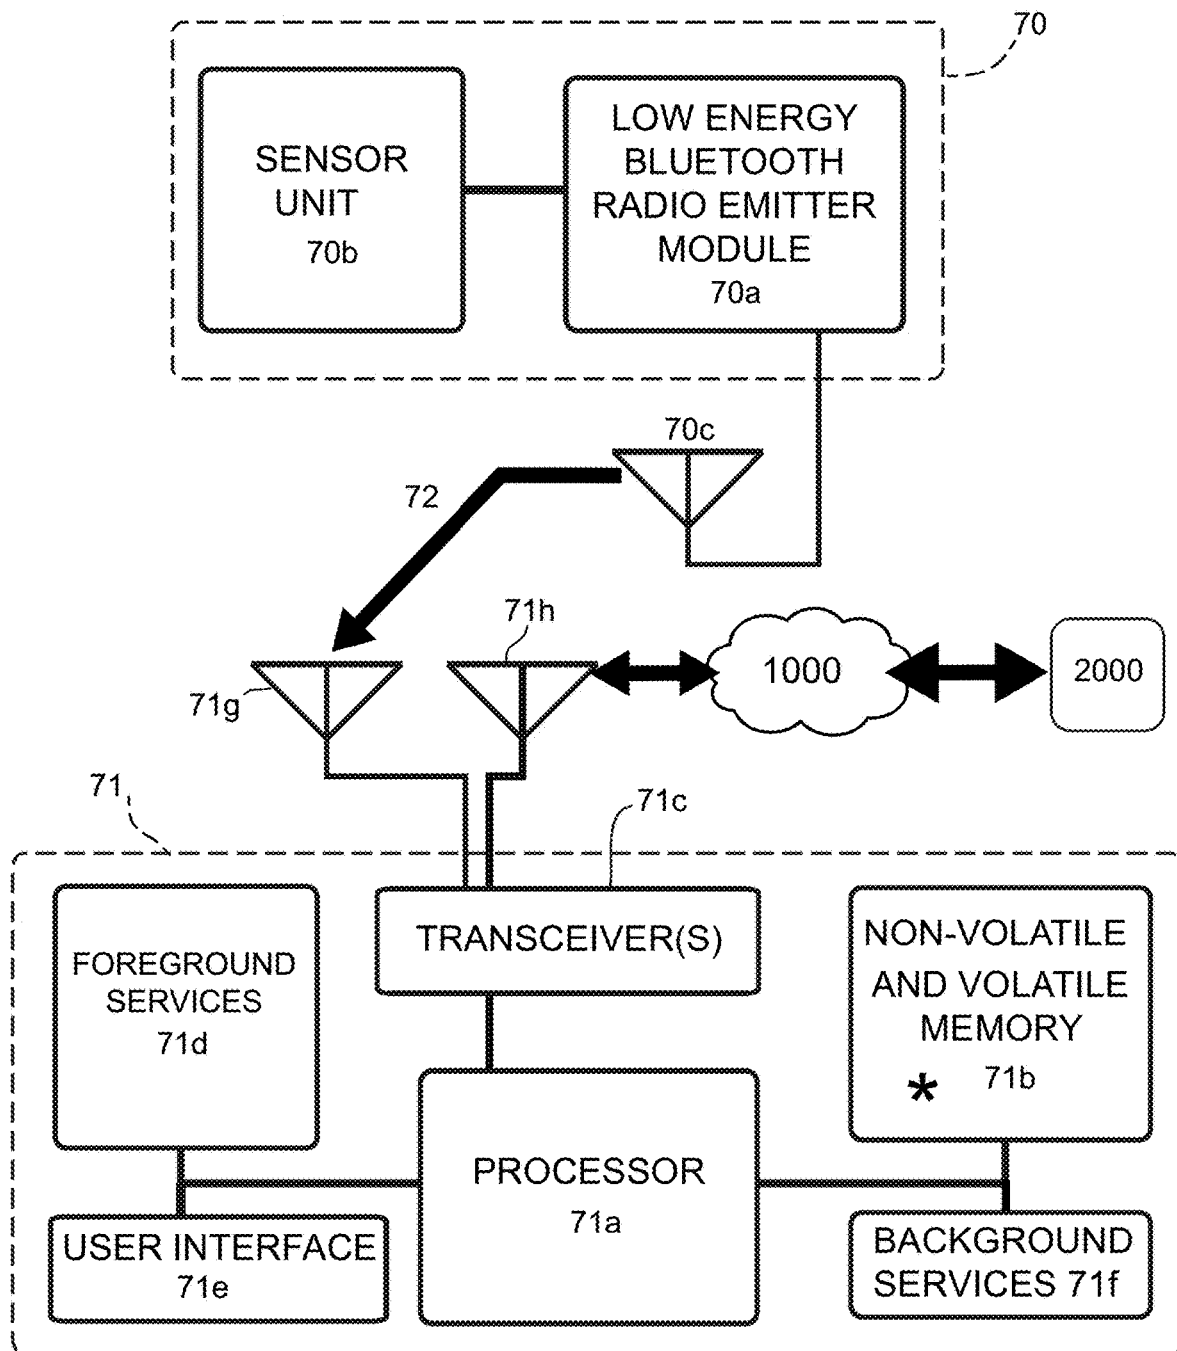 70
SENSOR
UNIT
70b
LOW ENERGY
BLUETOOTH
RADIO EMITTER
MODULE
70a
70c
72
71h
71g
1000
2000
71
71c
FOREGROUND
SERVICES
71d
TRANSCEIVER(S)
NON-VOLATILE
AND VOLATILE
MEMORY
* 71b
PROCESSOR
71a
USER INTERFACE
71e
BACKGROUND
SERVICES 71f